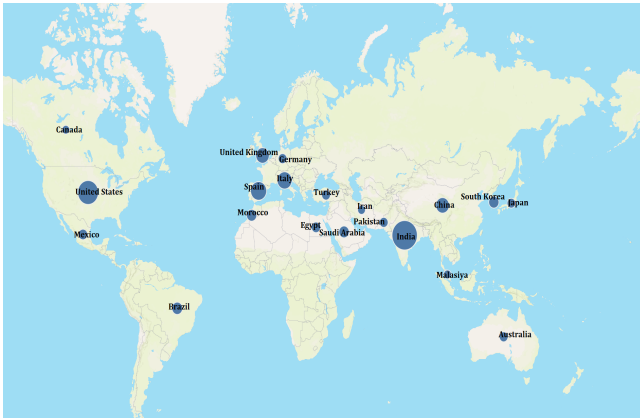 Canada
United Kingdom
Germany
Italy
Spain
United States
Turkey
South Korea
Japan
China
Iran
Morocco
Pakistan
Egypt
Saudi Arabia
Mexico
India
Malasiya
Brazil
Australia